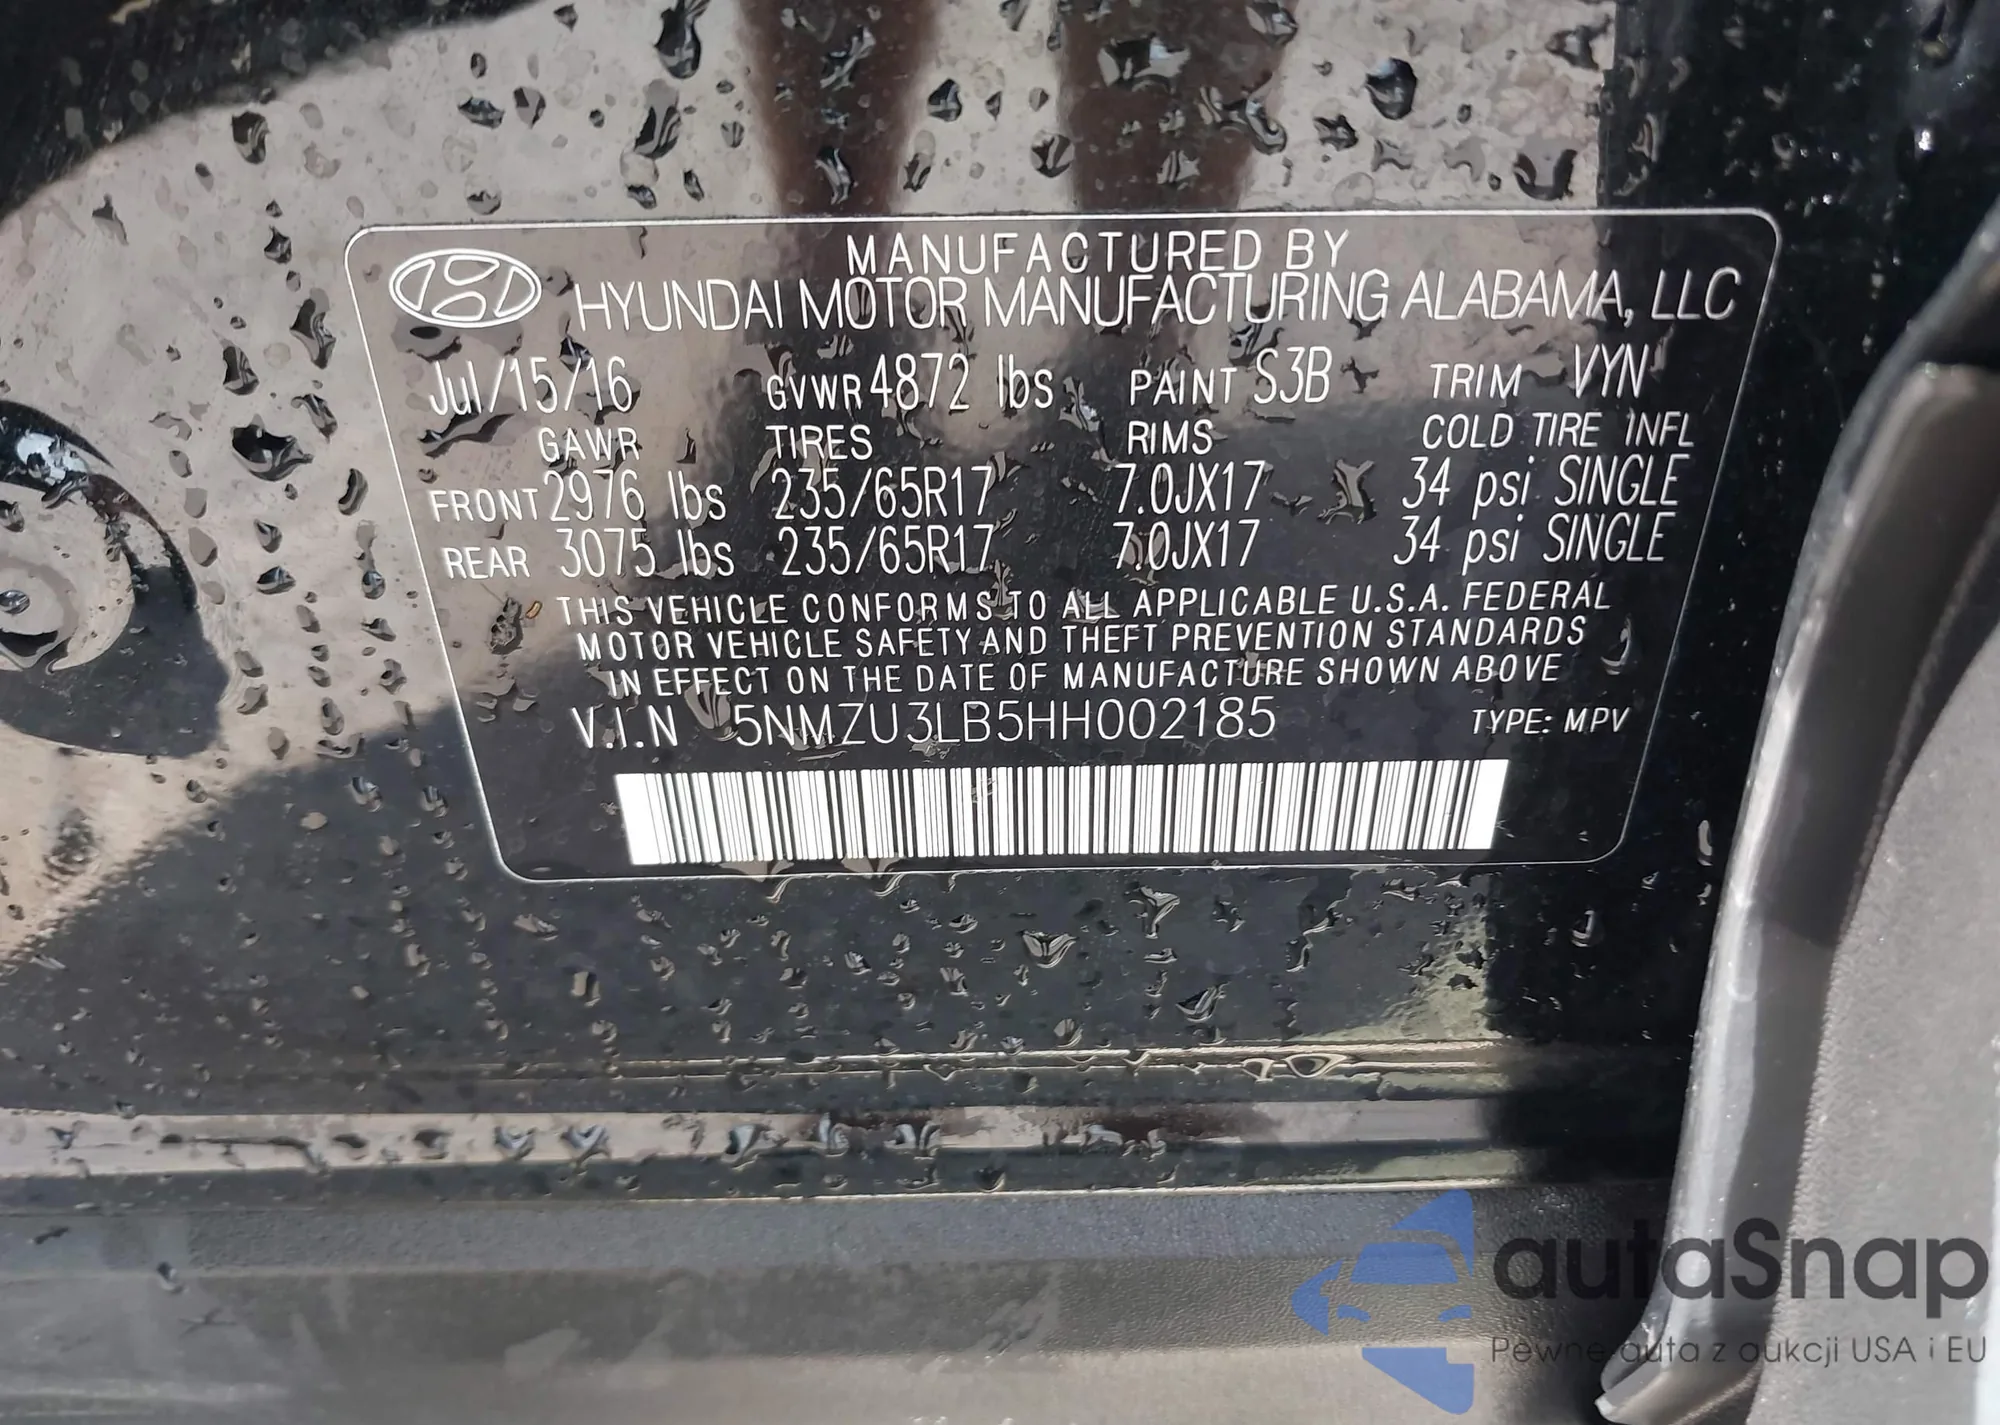 MANUFACTURED BY
HYUNDAI MOTOR MANUFACTURING ALABAMA, LLC
Jul/15/16 GVWR 4872 lbs PAINT S3B TRIM VYN
GAWR TIRES RIMS COLD TIRE INFL
FRONT 2976 lbs 235/65R17 7.0JX17 34 psi SINGLE
REAR 3075 lbs 235/65R17 7.0JX17 34 psi SINGLE
THIS VEHICLE CONFORMS TO ALL APPLICABLE U.S.A. FEDERAL
MOTOR VEHICLE SAFETY AND THEFT PREVENTION STANDARDS
IN EFFECT ON THE DATE OF MANUFACTURE SHOWN ABOVE
V.I.N 5NMZU3LB5HH002185 TYPE: MPV
autaSnap
Pewne auta z aukcji USA i EU